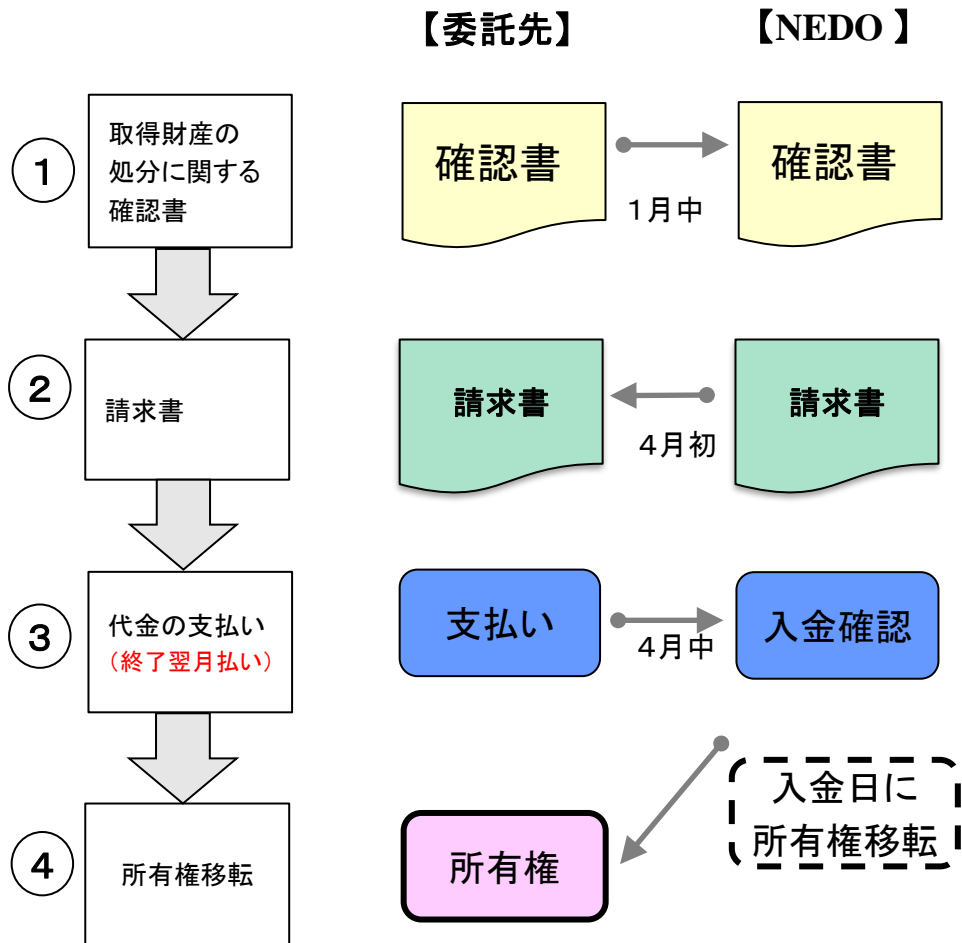 【委託先】
【NEDO 】
①
取得財産の
処分に関する
確認書
確認書
1月中
確認書
②
請求書
請求書
4月初
請求書
③
代金の支払い
（終了翌月払い）
支払い
4月中
入金確認
④
所有権移転
所有権
入金日に
所有権移転